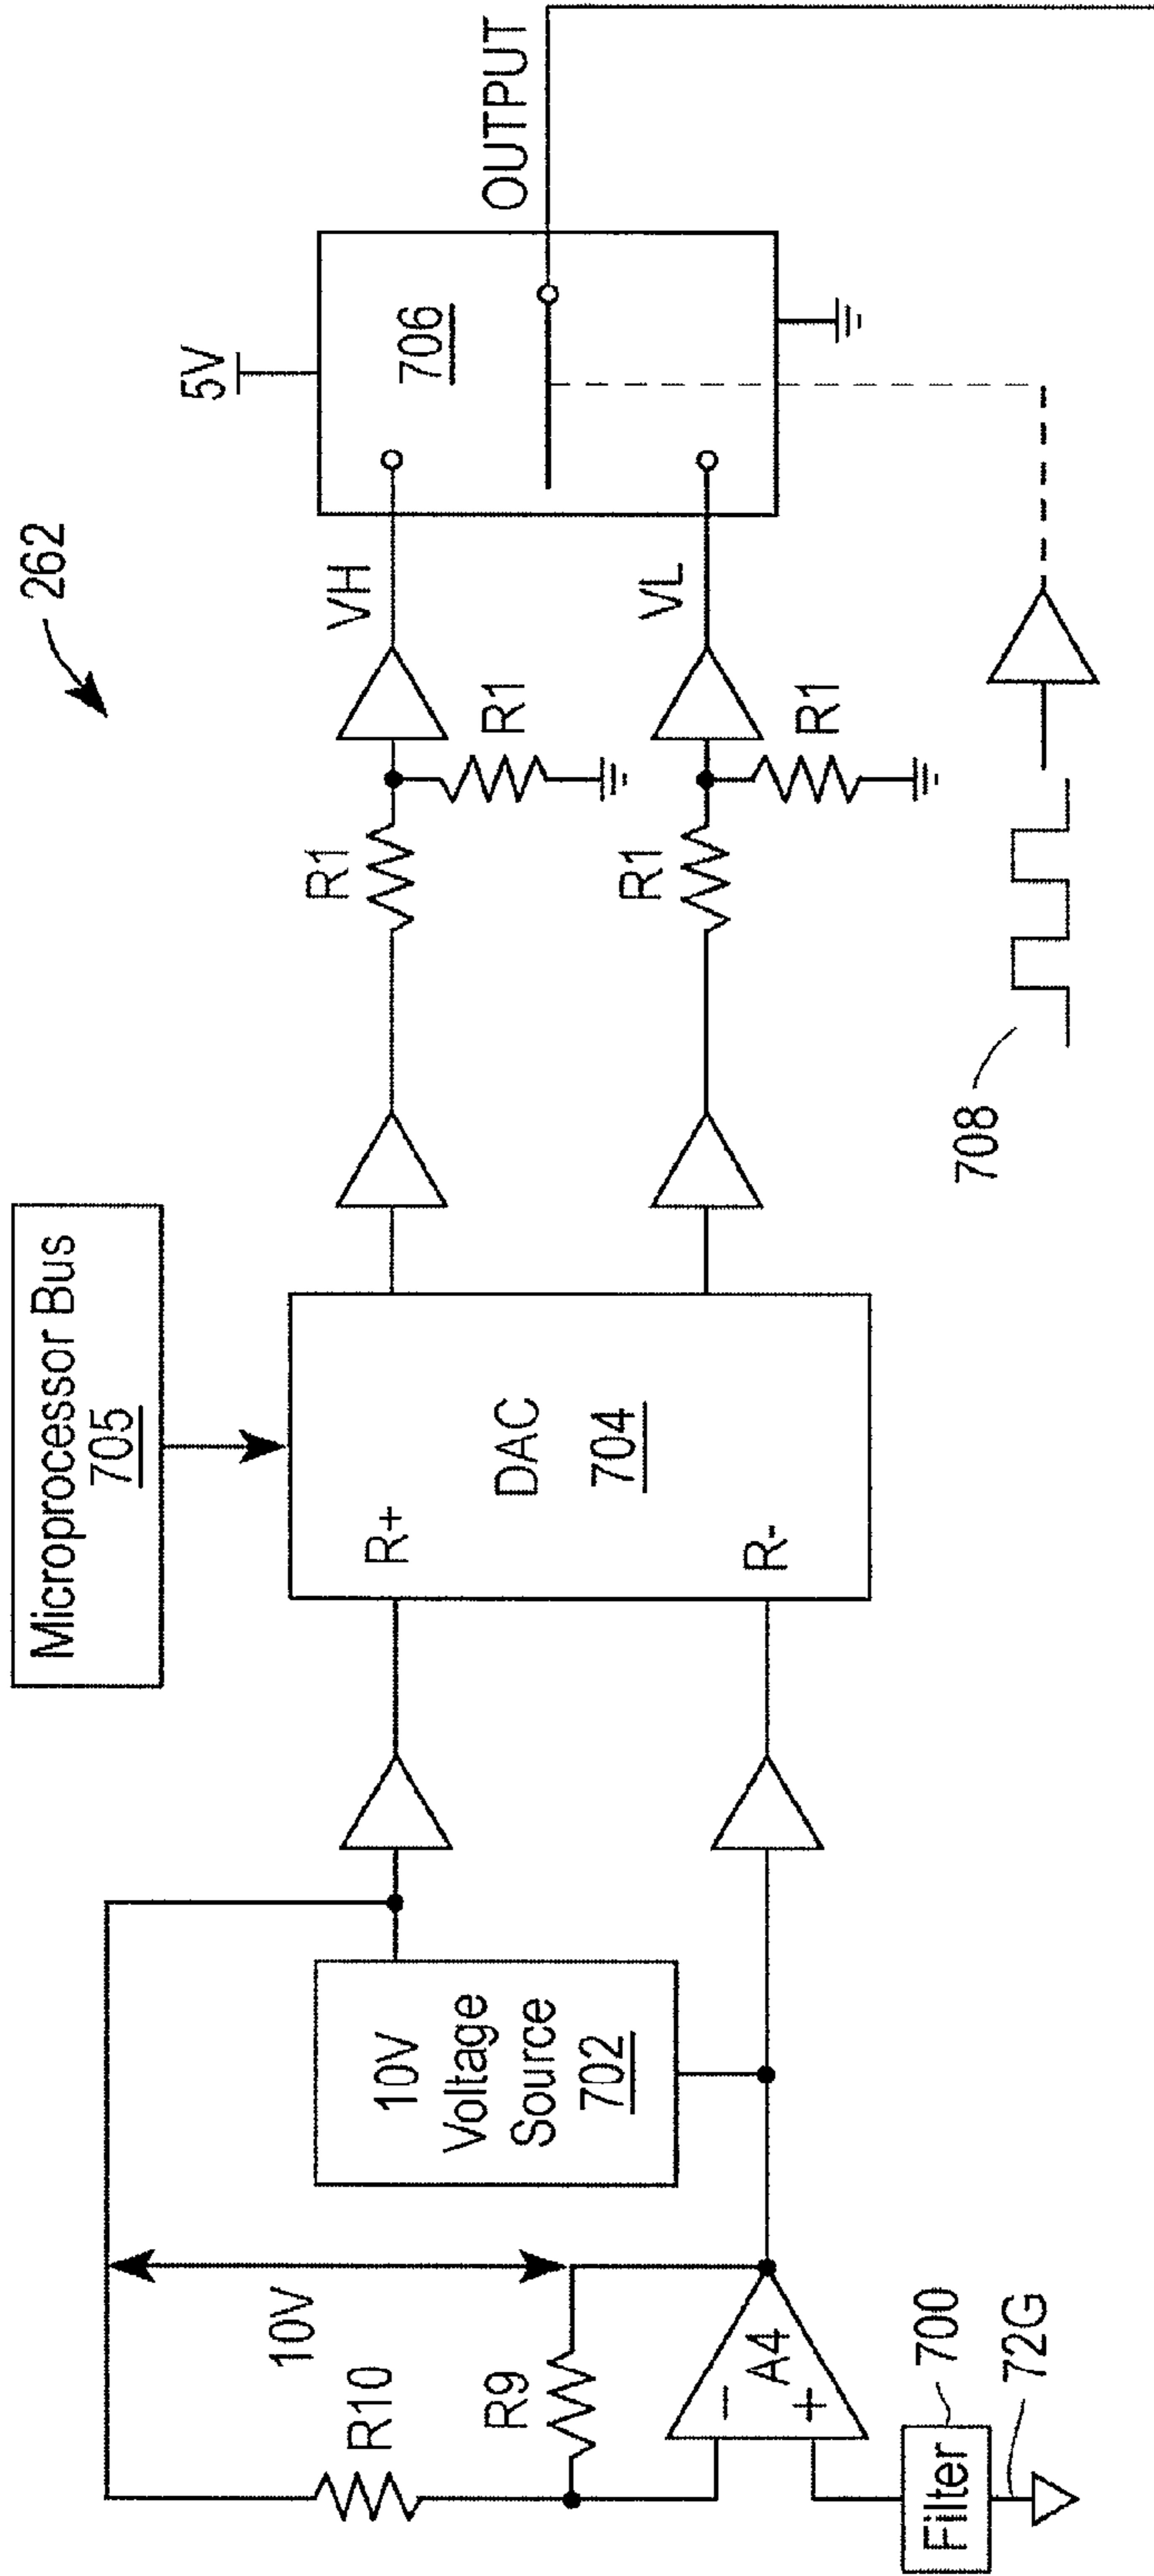 262
Microprocessor Bus
705
5V
10V
R10
R9
10V
Voltage
Source
702
R+
R-
DAC
704
R1
R1
R1
R1
VH
VL
706
OUTPUT
-
+
A4
Filter
700
72G
708